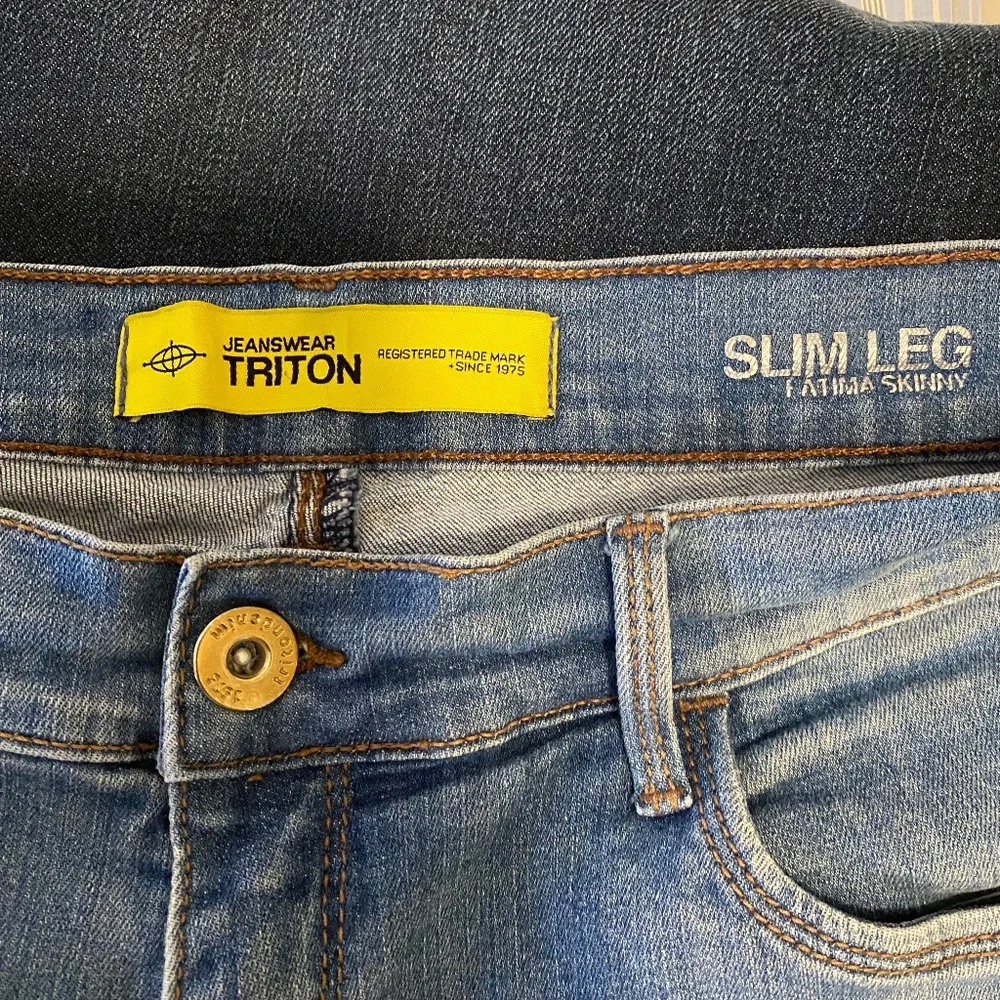 JEANSWEAR
TRITON
REGISTERED TRADE MARK
+SINCE 1975
SLIM LEG
FATIMA SKINNY